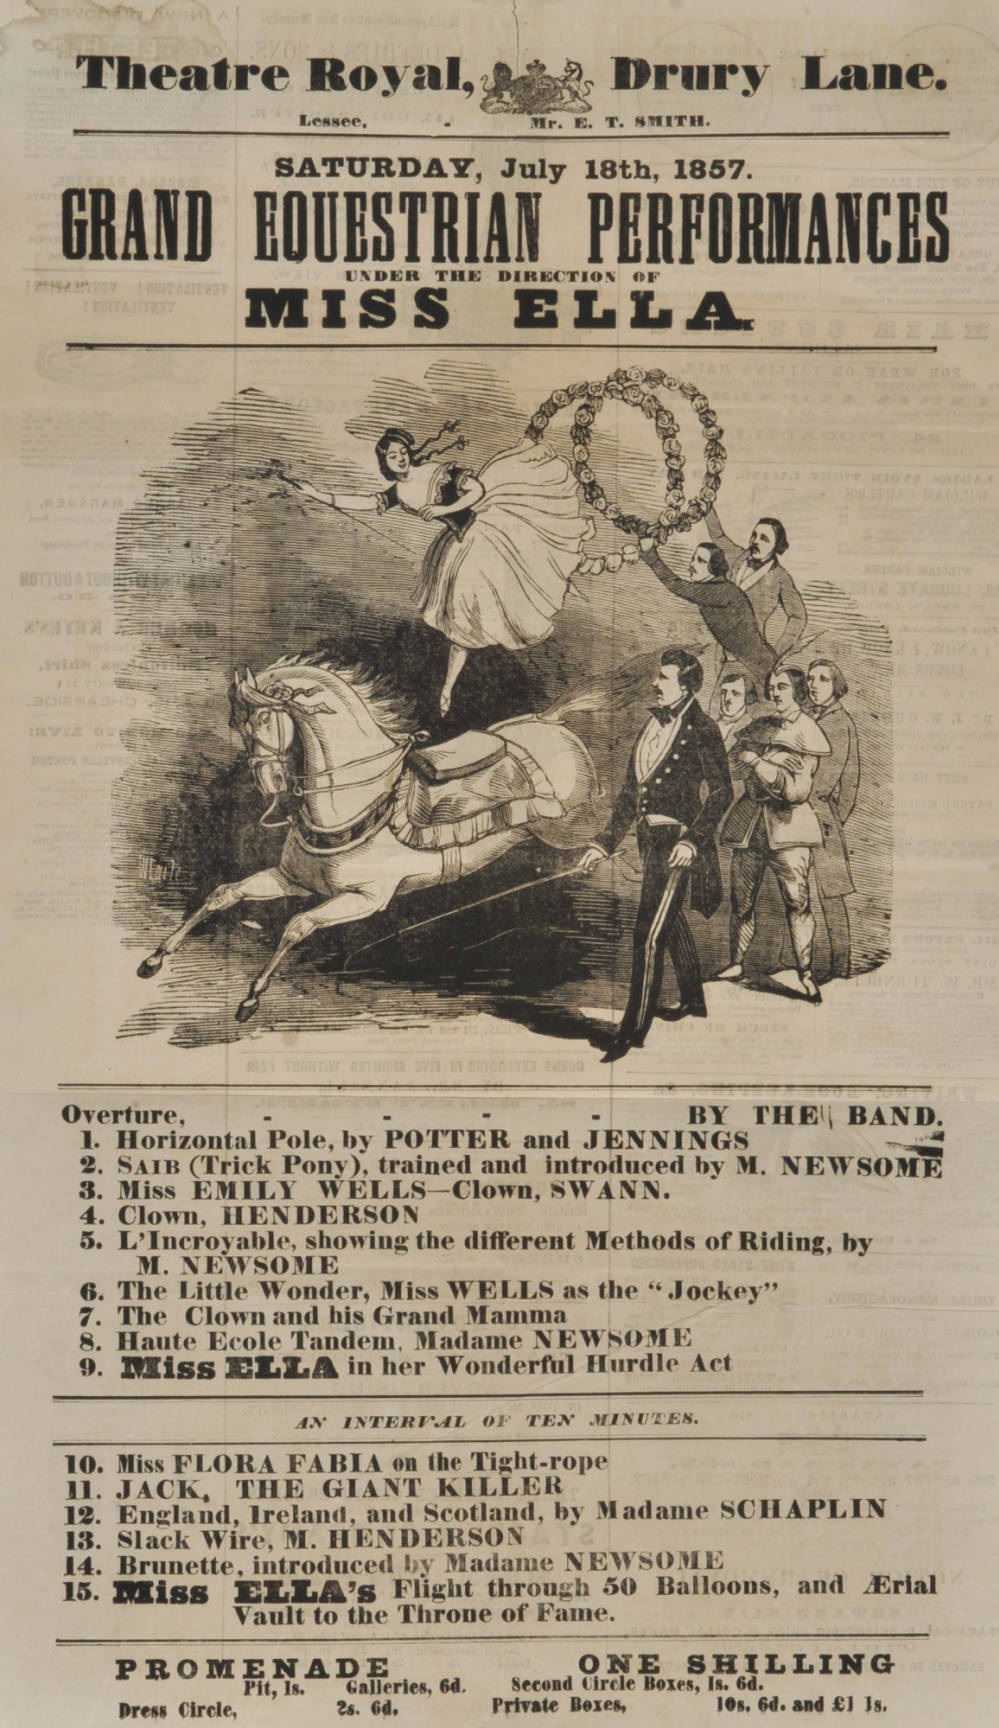 Theatre Royal, Drury Lane.
Lessee, - Mr. E. T. SMITH.
SATURDAY, July 18th, 1857.
GRAND EQUESTRIAN PERFORMANCES
UNDER THE DIRECTION OF
MISS ELLA.
Overture, - - - - BY THE BAND.
1. Horizontal Pole, by POTTER and JENNINGS
2. SAIB (Trick Pony), trained and introduced by M. NEWSOME
3. Miss EMILY WELLS—Clown, SWANN.
4. Clown, HENDERSON
5. L'Incroyable, showing the different Methods of Riding, by
M. NEWSOME
6. The Little Wonder, Miss WELLS as the "Jockey"
7. The Clown and his Grand Mamma
8. Haute Ecole Tandem, Madame NEWSOME
9. Miss ELLA in her Wonderful Hurdle Act
AN INTERVAL OF TEN MINUTES.
10. Miss FLORA FABIA on the Tight-rope
11. JACK, THE GIANT KILLER
12. England, Ireland, and Scotland, by Madame SCHAPLIN
13. Slack Wire, M. HENDERSON
14. Brunette, introduced by Madame NEWSOME
15. Miss ELLA's Flight through 50 Balloons, and Ærial
Vault to the Throne of Fame.
PROMENADE ONE SHILLING
Pit, 1s. Galleries, 6d. Second Circle Boxes, 1s. 6d.
Dress Circle, 2s. 6d. Private Boxes, 10s. 6d. and £1 1s.